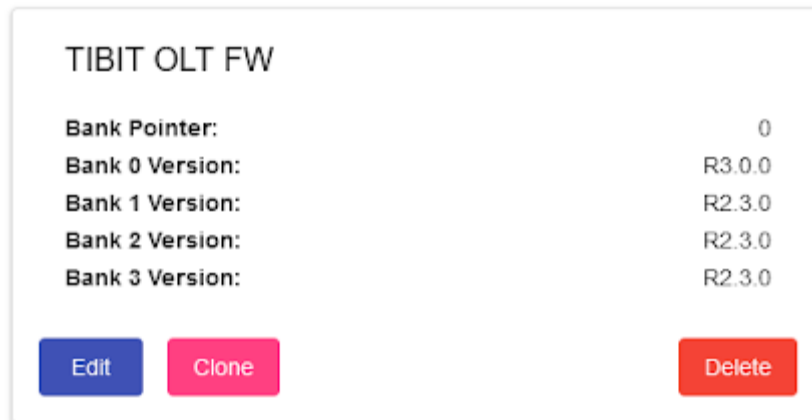 TIBIT OLT FW
Bank Pointer: 0
Bank 0 Version: R3.0.0
Bank 1 Version: R2.3.0
Bank 2 Version: R2.3.0
Bank 3 Version: R2.3.0
Edit Clone Delete